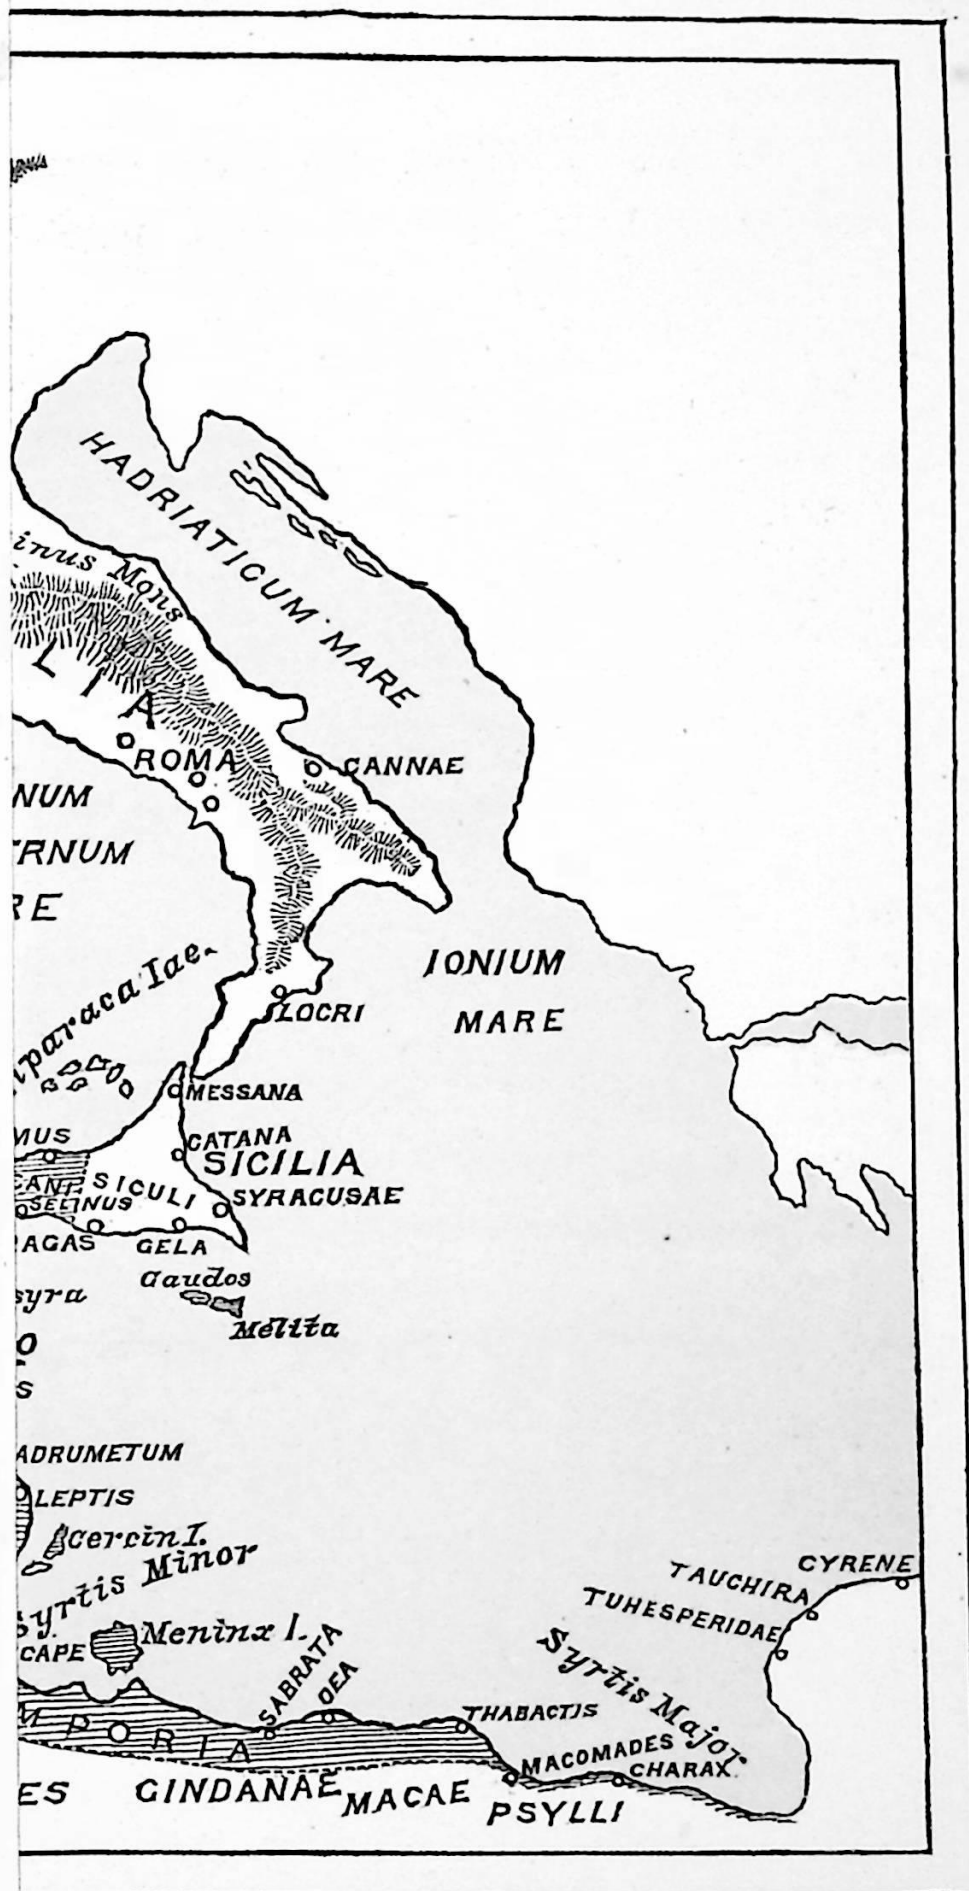 HADRIATICUM MARE
inus Mons
LIA
ROMA
CANNAE
NUM
RNUM
RE
IONIUM
MARE
LOCRI
MESSANA
MUS
CATANA
SICILIA
SICULI
SELINUS
SYRACUSAE
AGAS
GELA
Gaudos
syra
Melita
O
S
ADRUMETUM
LEPTIS
Cercin I.
Syrtis Minor
CAPE
Meninx I.
SABRATA
OEA
CYRENE
TAUCHIRA
TUHESPERIDAE
Syrtis Major
THABACTIS
MACOMADES
CHARAX
MPORIA
ES
GINDANAE
MACAE
PSYLLI